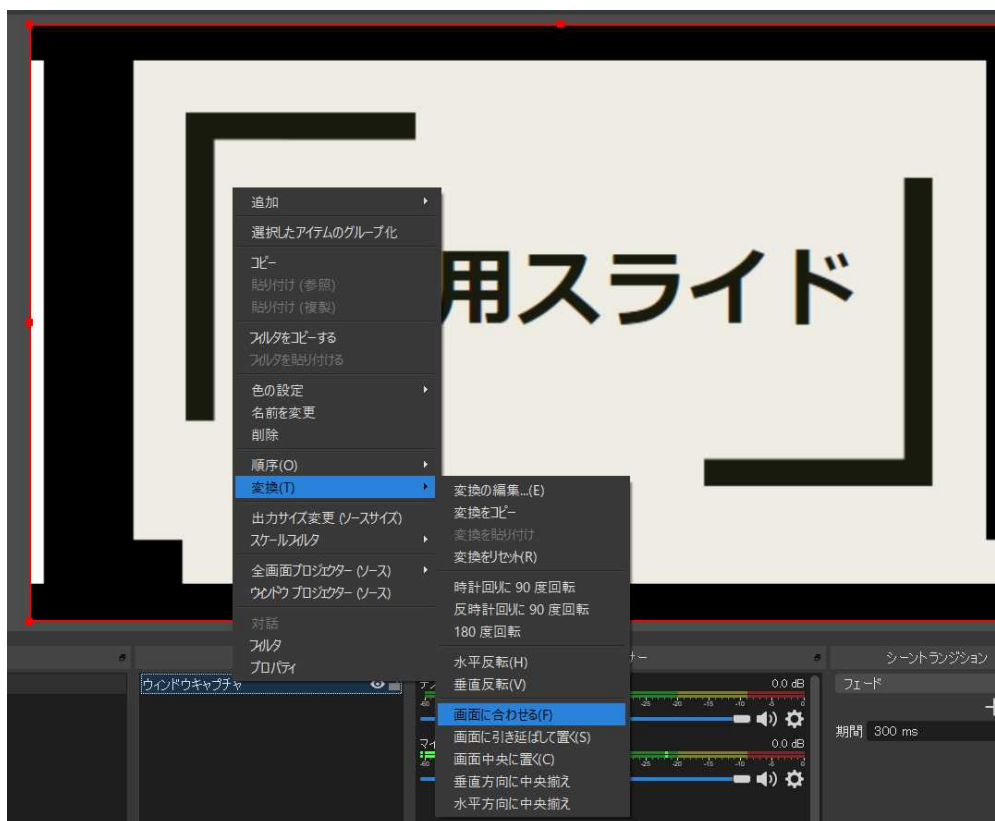 用スライド
追加
選択したアイテムのグループ化
コピー
貼り付け (参照)
貼り付け (複製)
フィルタをコピーする
フィルタを貼り付ける
色の設定
名前を変更
削除
順序(O)
変換(T)
出力サイズ変更 (ソースサイズ)
スケールフィルタ
全画面プロジェクター (ソース)
ウィンドウ プロジェクター (ソース)
対話
フィルタ
プロパティ
変換の編集...(E)
変換をコピー
変換を貼り付け
変換をリセット(R)
時計回りに 90 度回転
反時計回りに 90 度回転
180 度回転
水平反転(H)
垂直反転(V)
画面に合わせる(F)
画面に引き延ばして置く(S)
画面中央に置く(C)
垂直方向に中央揃え
水平方向に中央揃え
ウィンドウキャプチャ
サー
0.0 dB
0.0 dB
シーントランジション
フェード
期間 300 ms